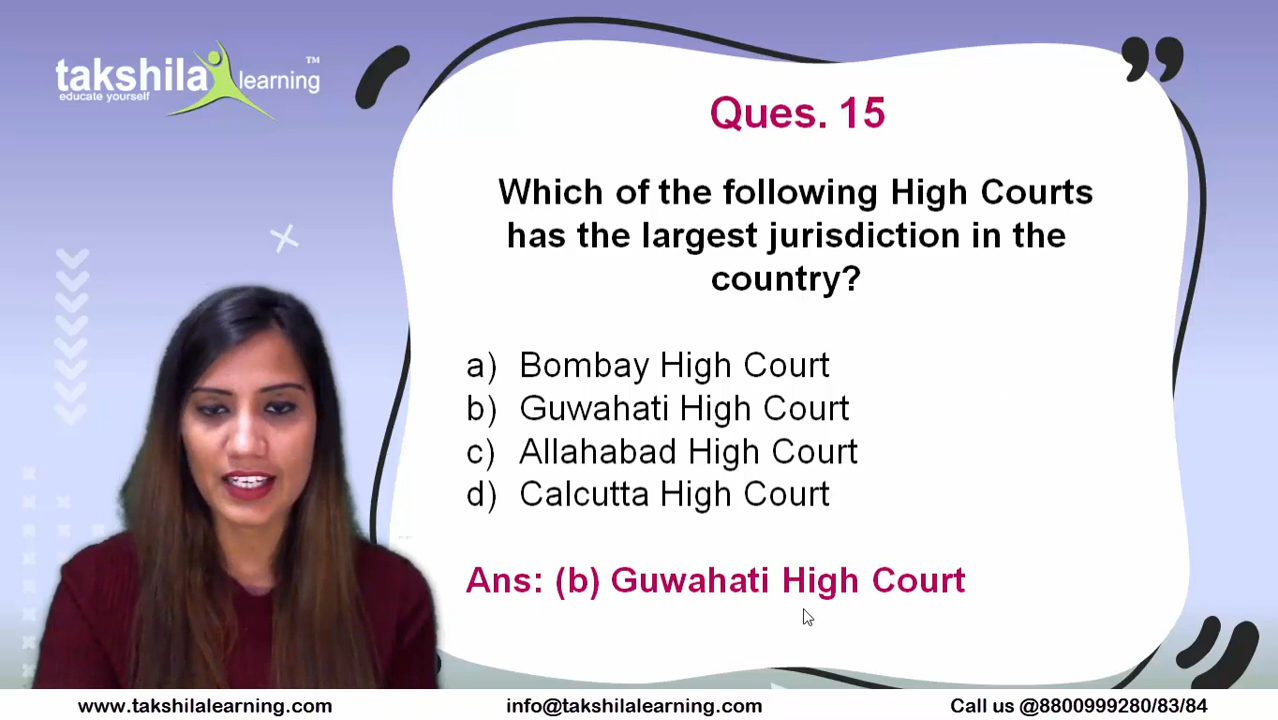 takshila learning ™
educate yourself
Ques. 15
Which of the following High Courts
has the largest jurisdiction in the
country?
a) Bombay High Court
b) Guwahati High Court
c) Allahabad High Court
d) Calcutta High Court
Ans: (b) Guwahati High Court
www.takshilalearning.com info@takshilalearning.com Call us @8800999280/83/84